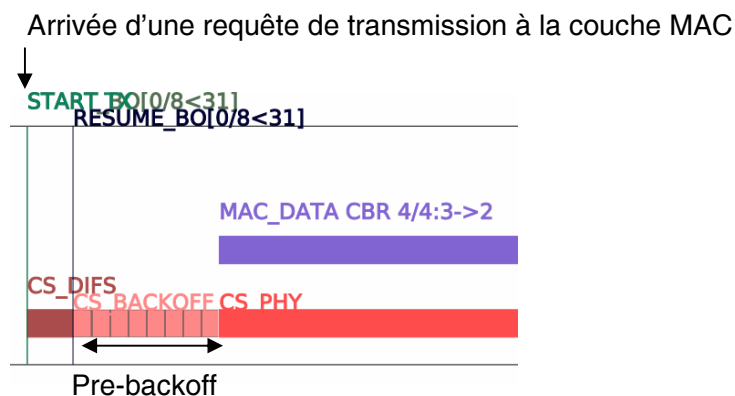 Arrivée d'une requête de transmission à la couche MAC
START_TX BO[0/8<31]
RESUME_BO[0/8<31]
MAC_DATA CBR 4/4:3->2
CS_DIFS
CS_BACKOFF CS_PHY
Pre-backoff